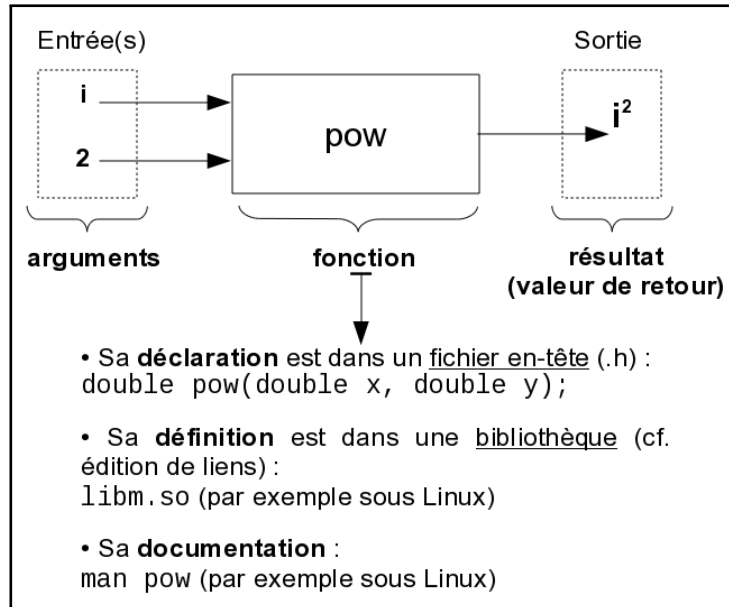 Entrée(s)
Sortie
i
2
pow
i²
arguments
fonction
résultat
(valeur de retour)
• Sa déclaration est dans un fichier en-tête (.h) :
double pow(double x, double y);
• Sa définition est dans une bibliothèque (cf.
édition de liens) :
libm.so (par exemple sous Linux)
• Sa documentation :
man pow (par exemple sous Linux)